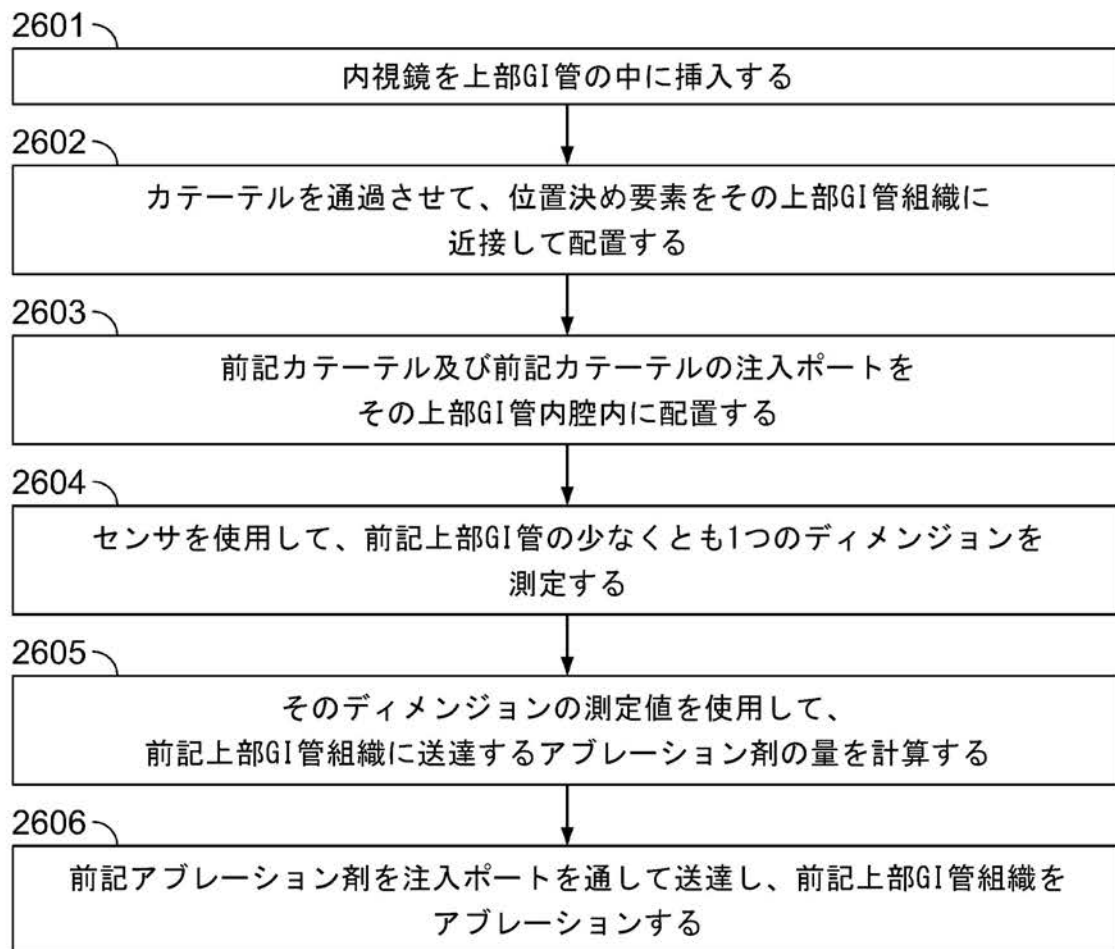 2601
内視鏡を上部GI管の中に挿入する
2602
カテーテルを通過させて、位置決め要素をその上部GI管組織に
近接して配置する
2603
前記カテーテル及び前記カテーテルの注入ポートを
その上部GI管内腔内に配置する
2604
センサを使用して、前記上部GI管の少なくとも1つのディメンジョンを
測定する
2605
そのディメンジョンの測定値を使用して、
前記上部GI管組織に送達するアブレーション剤の量を計算する
2606
前記アブレーション剤を注入ポートを通して送達し、前記上部GI管組織を
アブレーションする